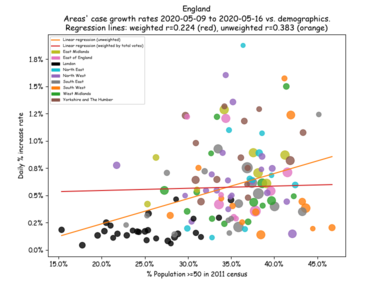 England
Areas' case growth rates 2020-05-09 to 2020-05-16 vs. demographics.
Regression lines: weighted r=0.224 (red), unweighted r=0.383 (orange)
Linear regression (unweighted)
Linear regression (weighted by total votes)
East Midlands
East of England
London
North East
North West
South East
South West
West Midlands
Yorkshire and The Humber
Daily % increase rate
1.8%
1.5%
1.2%
1.0%
0.8%
0.5%
0.2%
0.0%
15.0%
20.0%
25.0%
30.0%
35.0%
40.0%
45.0%
% Population >=50 in 2011 census